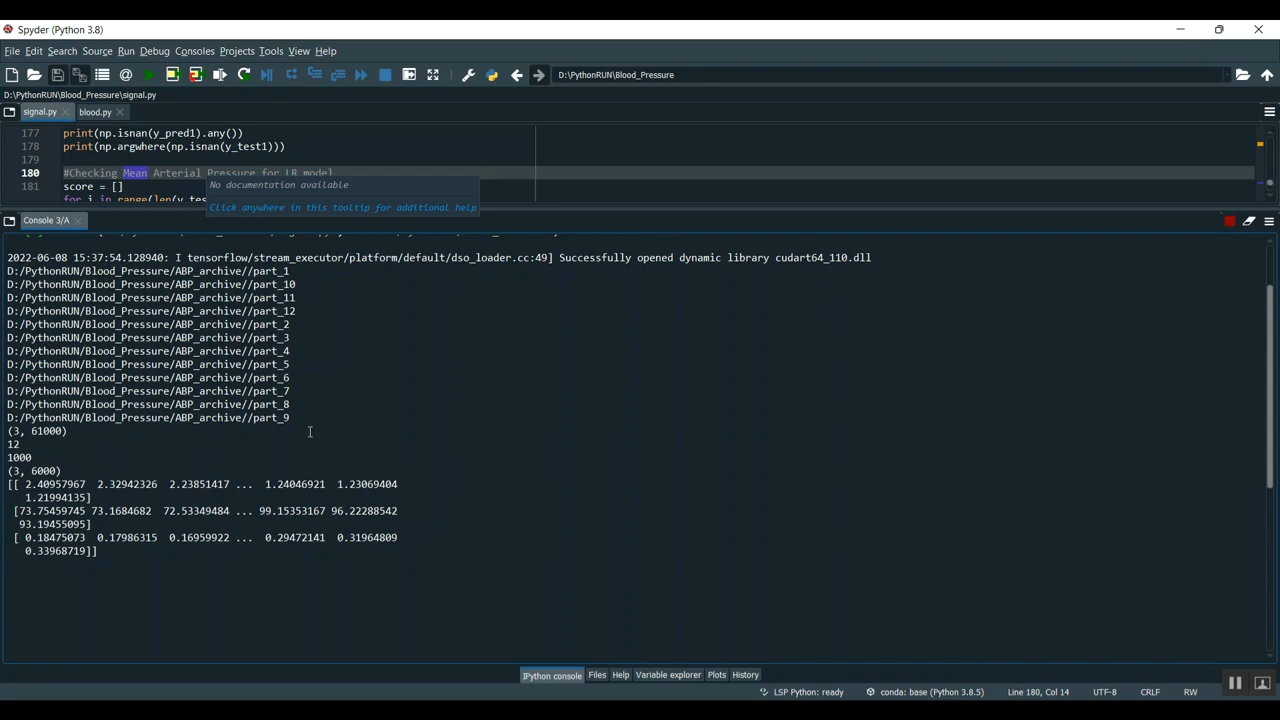 Spyder (Python 3.8)
File Edit Search Source Run Debug Consoles Projects Tools View Help
D:\PythonRUN\Blood_Pressure
D:\PythonRUN\Blood_Pressure\signal.py
signal.py blood.py
177 print(np.isnan(y_pred1).any())
178 print(np.argwhere(np.isnan(y_test1)))
179
180 #Checking Mean Arterial Pressure for LR model
No documentation available
181 score = []
for i in range(len(y_tes
Click anywhere in this tooltip for additional help
Console 3/A
2022-06-08 15:37:54.128940: I tensorflow/stream_executor/platform/default/dso_loader.cc:49] Successfully opened dynamic library cudart64_110.dll
D:/PythonRUN/Blood_Pressure/ABP_archive//part_1
D:/PythonRUN/Blood_Pressure/ABP_archive//part_10
D:/PythonRUN/Blood_Pressure/ABP_archive//part_11
D:/PythonRUN/Blood_Pressure/ABP_archive//part_12
D:/PythonRUN/Blood_Pressure/ABP_archive//part_2
D:/PythonRUN/Blood_Pressure/ABP_archive//part_3
D:/PythonRUN/Blood_Pressure/ABP_archive//part_4
D:/PythonRUN/Blood_Pressure/ABP_archive//part_5
D:/PythonRUN/Blood_Pressure/ABP_archive//part_6
D:/PythonRUN/Blood_Pressure/ABP_archive//part_7
D:/PythonRUN/Blood_Pressure/ABP_archive//part_8
D:/PythonRUN/Blood_Pressure/ABP_archive//part_9
(3, 61000)
12
1000
(3, 6000)
[[ 2.40957967 2.32942326 2.23851417 ... 1.24046921 1.23069404
1.21994135]
[73.75459745 73.1684682 72.53349484 ... 99.15353167 96.22288542
93.19455095]
[ 0.18475073 0.17986315 0.16959922 ... 0.29472141 0.31964809
0.33968719]]
IPython console Files Help Variable explorer Plots History
LSP Python: ready conda: base (Python 3.8.5) Line 180, Col 14 UTF-8 CRLF RW